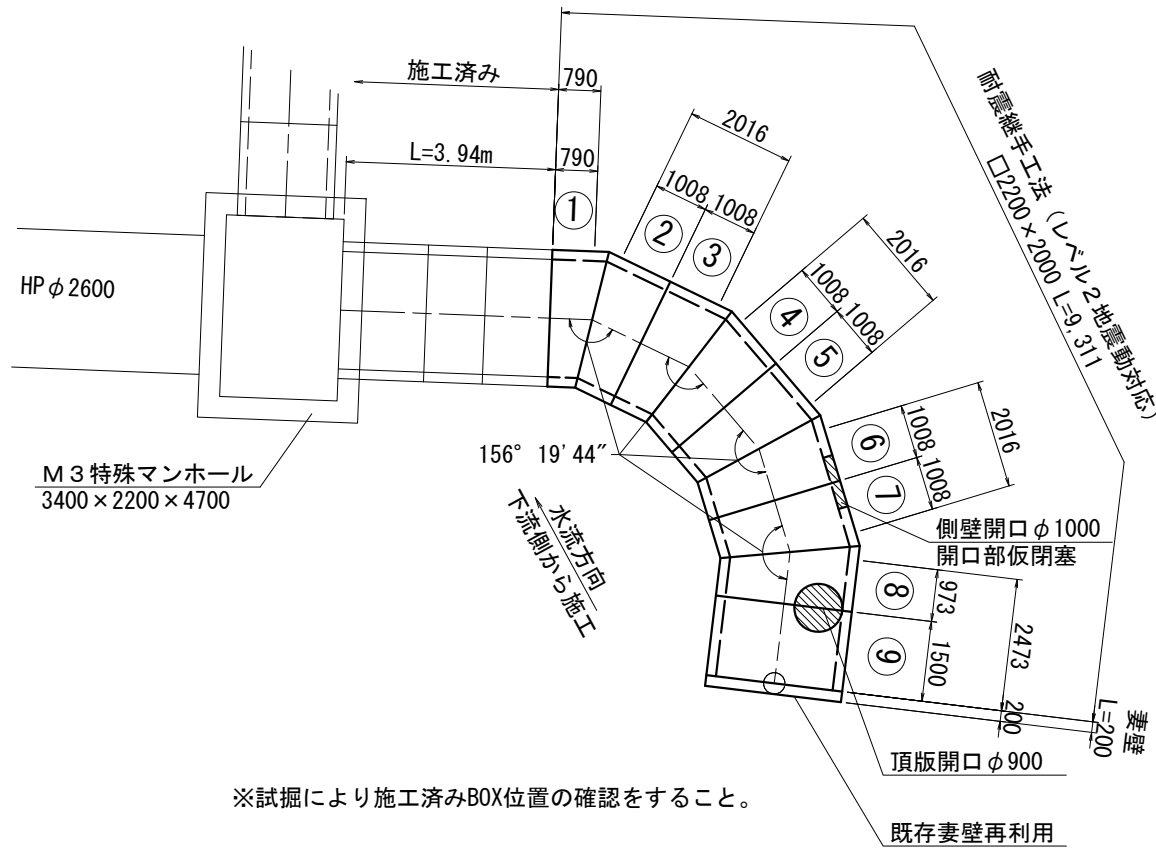 施工済み
790
L=3.94m
790
2016
1008
1008
①
②
③
2016
1008
1008
④
⑤
2016
1008
1008
⑥
⑦
耐震継手工法（レベル２地震動対応）
□2200×2000 L=9,311
HPφ2600
Ｍ３特殊マンホール
3400×2200×4700
156° 19′44″
水流方向
下流側から施工
側壁開口φ1000
開口部仮閉塞
⑧
⑨
973
1500
2473
200
妻壁
L=200
頂版開口φ900
既存妻壁再利用
※試掘により施工済みBOX位置の確認をすること。